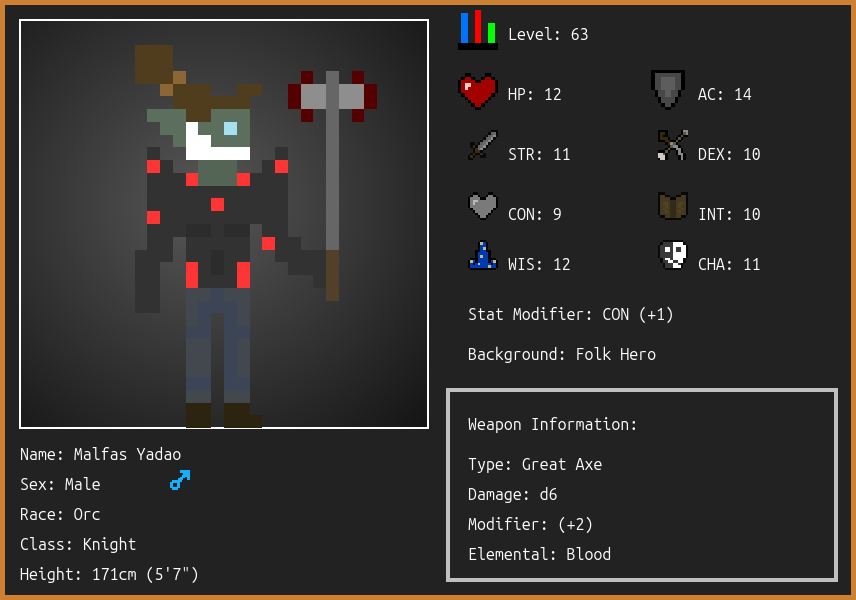 Level: 63
HP: 12
AC: 14
STR: 11
DEX: 10
CON: 9
INT: 10
WIS: 12
CHA: 11
Stat Modifier: CON (+1)
Background: Folk Hero
Weapon Information:
Type: Great Axe
Damage: d6
Modifier: (+2)
Elemental: Blood
Name: Malfas Yadao
Sex: Male
Race: Orc
Class: Knight
Height: 171cm (5'7")